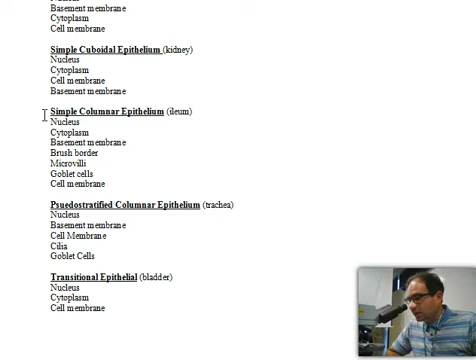 Basement membrane
Cytoplasm
Cell membrane
Simple Cuboidal Epithelium (kidney)
Nucleus
Cytoplasm
Cell membrane
Basement membrane
Simple Columnar Epithelium (ileum)
Nucleus
Cytoplasm
Basement membrane
Brush border
Microvilli
Goblet cells
Cell membrane
Psuedostratified Columnar Epithelium (trachea)
Nucleus
Basement membrane
Cell Membrane
Cilia
Goblet Cells
Transitional Epithelial (bladder)
Nucleus
Cytoplasm
Cell membrane